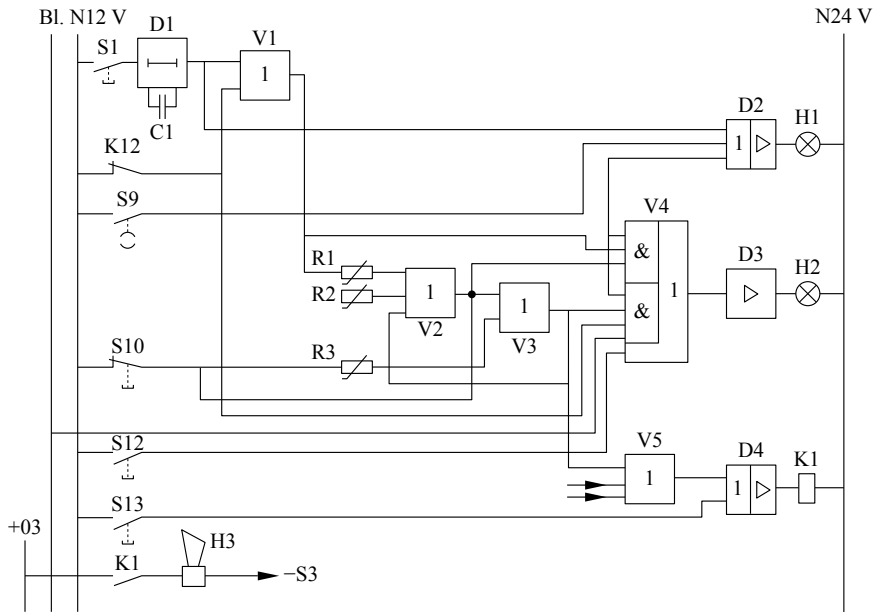 Bl. N12 V N24 V
S1 D1 V1
1
C1
D2 H1
1
K12
S9
V4
&
R1
D3 H2
R2
1 1 1
&
V2 V3
S10
R3
S12
V5 D4 K1
1 1
S13
+03
H3
K1
−S3